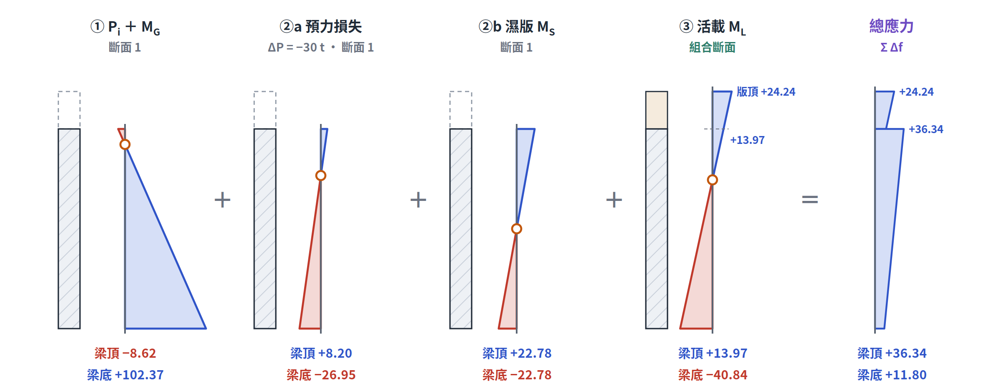 ① Pi + MG
斷面 1
②a 預力損失
ΔP = −30 t · 斷面 1
②b 濕版 MS
斷面 1
③ 活載 ML
組合斷面
總應力
Σ Δf
版頂 +24.24
+13.97
+24.24
+36.34
+
+
+
=
梁頂 −8.62
梁底 +102.37
梁頂 +8.20
梁底 −26.95
梁頂 +22.78
梁底 −22.78
梁頂 +13.97
梁底 −40.84
梁頂 +36.34
梁底 +11.80